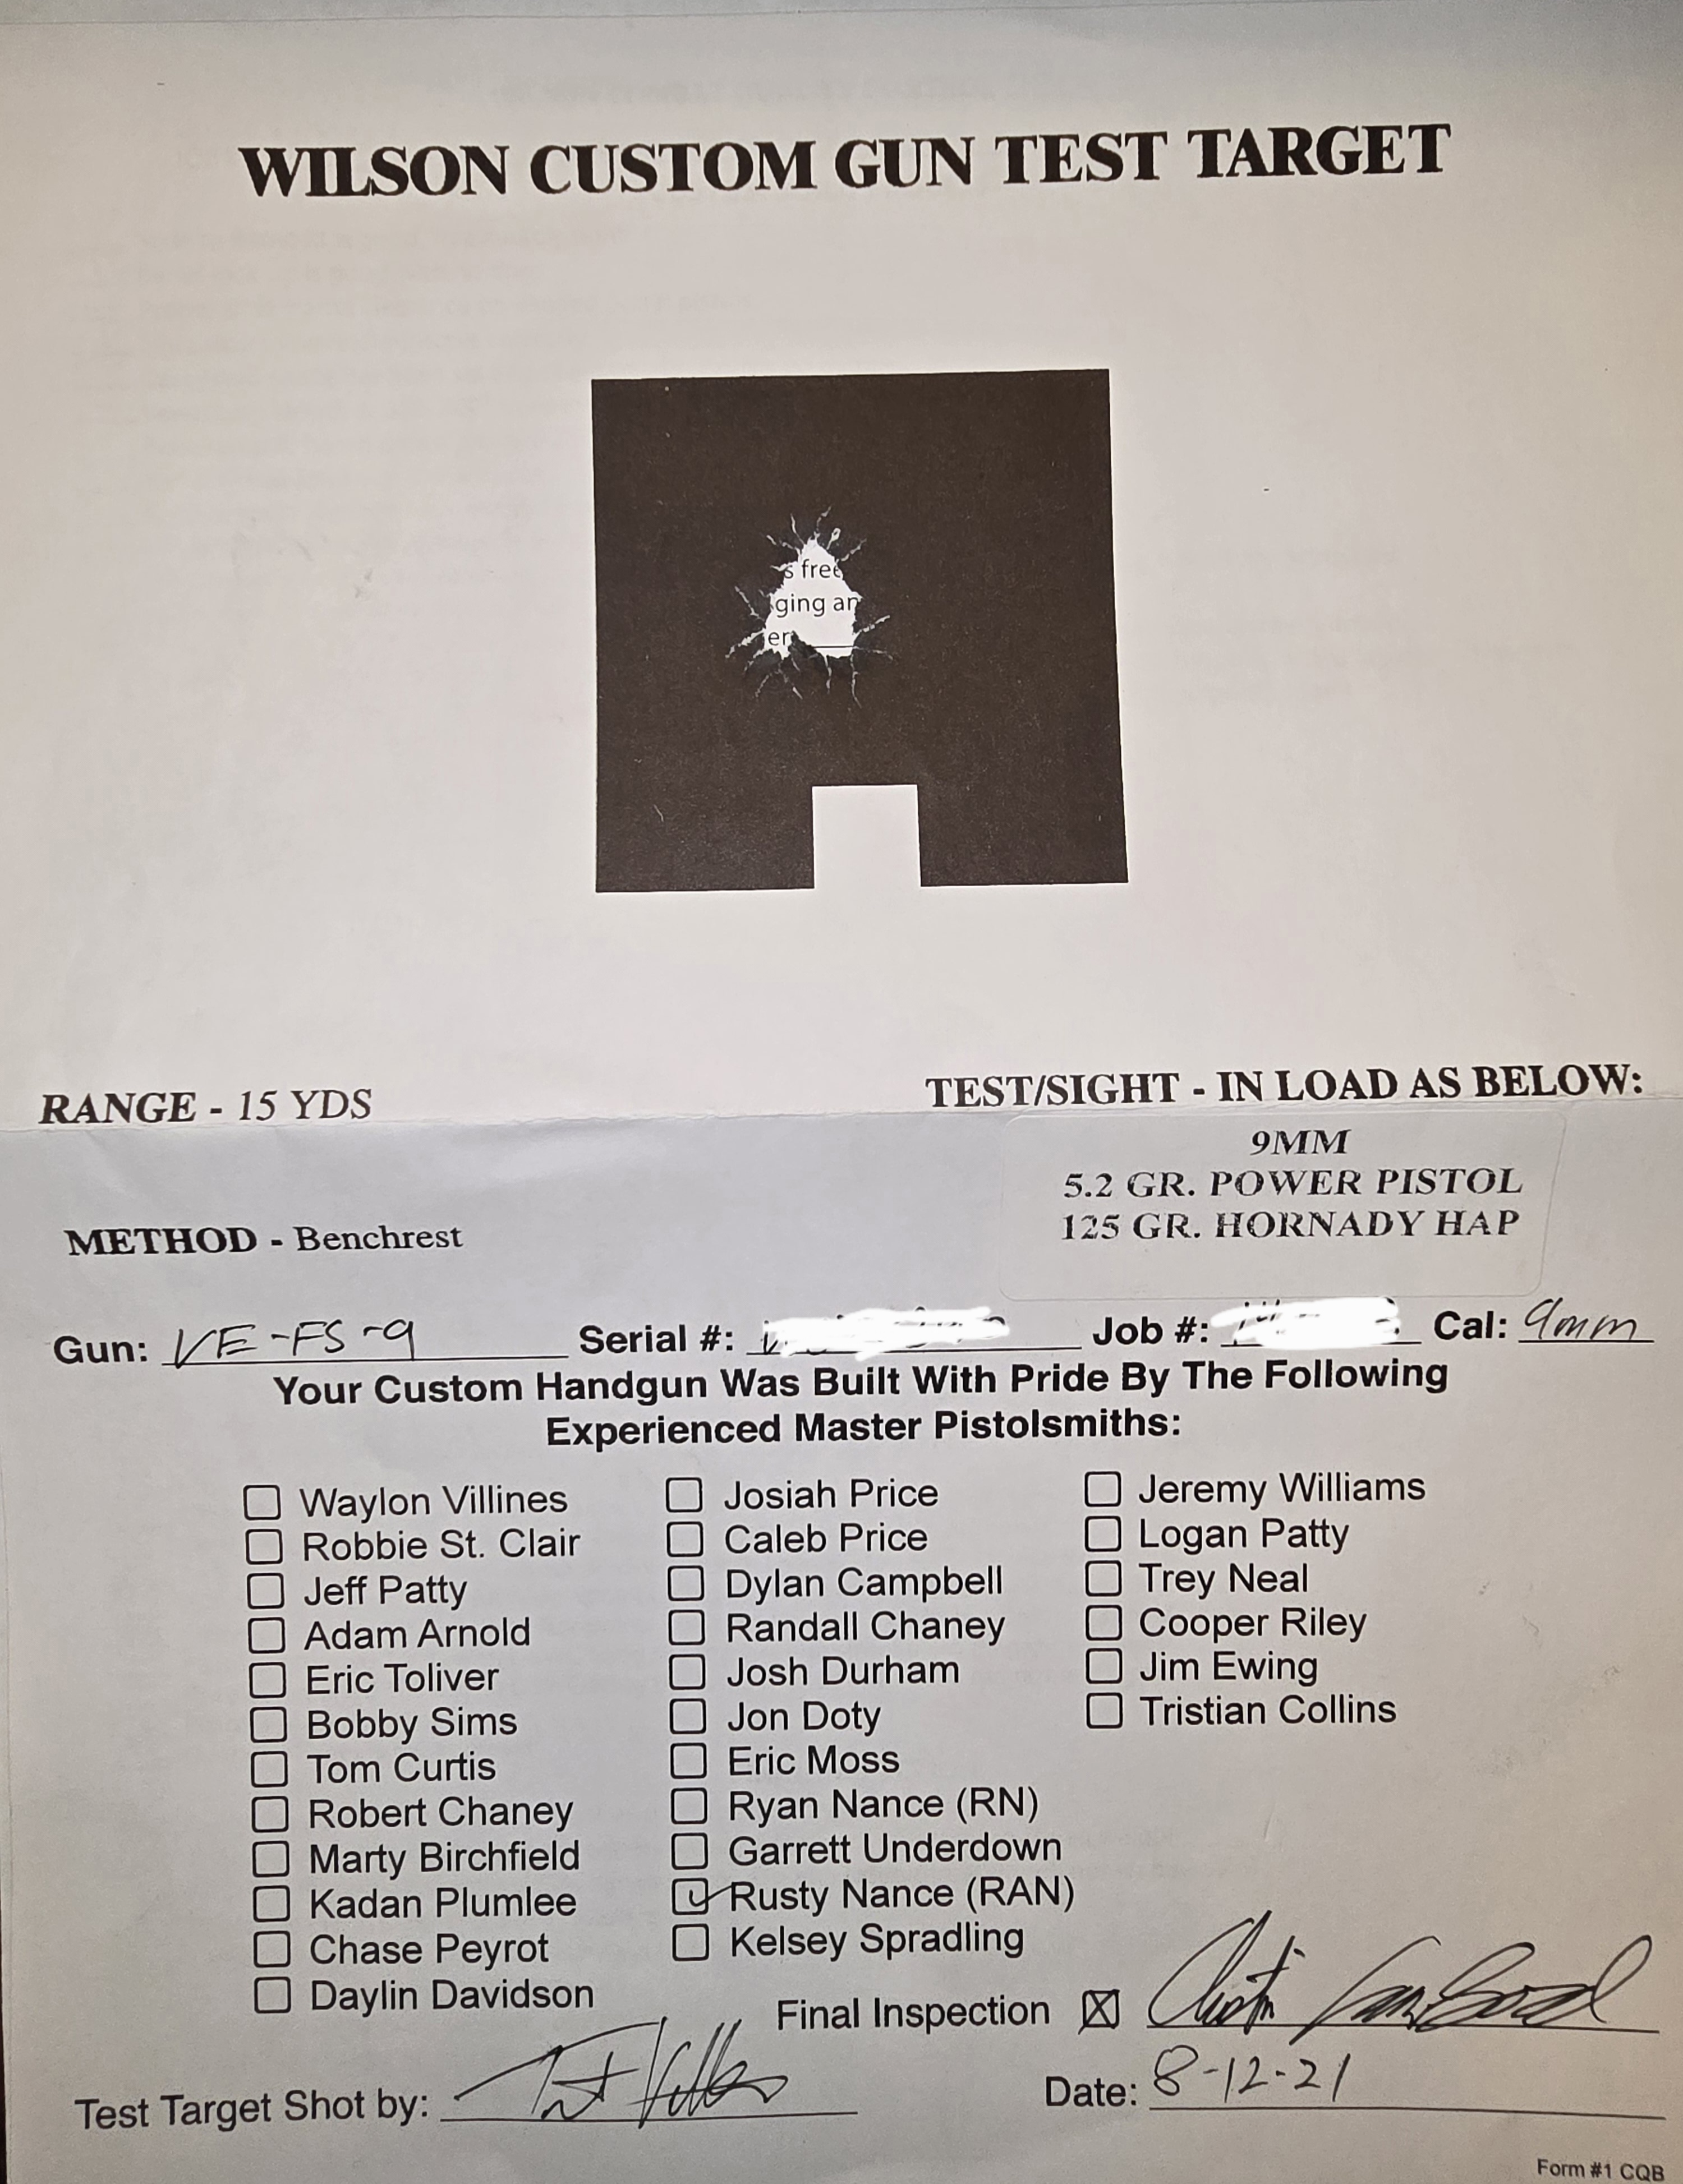 WILSON CUSTOM GUN TEST TARGET
s free
ging an
er
RANGE - 15 YDS
TEST/SIGHT - IN LOAD AS BELOW:
9MM
5.2 GR. POWER PISTOL
125 GR. HORNADY HAP
METHOD - Benchrest
Gun: VE-FS-9 Serial #: Job #: Cal: 9mm
Your Custom Handgun Was Built With Pride By The Following
Experienced Master Pistolsmiths:
Waylon Villines
Robbie St. Clair
Jeff Patty
Adam Arnold
Eric Toliver
Bobby Sims
Tom Curtis
Robert Chaney
Marty Birchfield
Kadan Plumlee
Chase Peyrot
Daylin Davidson
Josiah Price
Caleb Price
Dylan Campbell
Randall Chaney
Josh Durham
Jon Doty
Eric Moss
Ryan Nance (RN)
Garrett Underdown
Rusty Nance (RAN)
Kelsey Spradling
Jeremy Williams
Logan Patty
Trey Neal
Cooper Riley
Jim Ewing
Tristian Collins
Final Inspection
Test Target Shot by:
Date: 8-12-21
Form #1 CQB